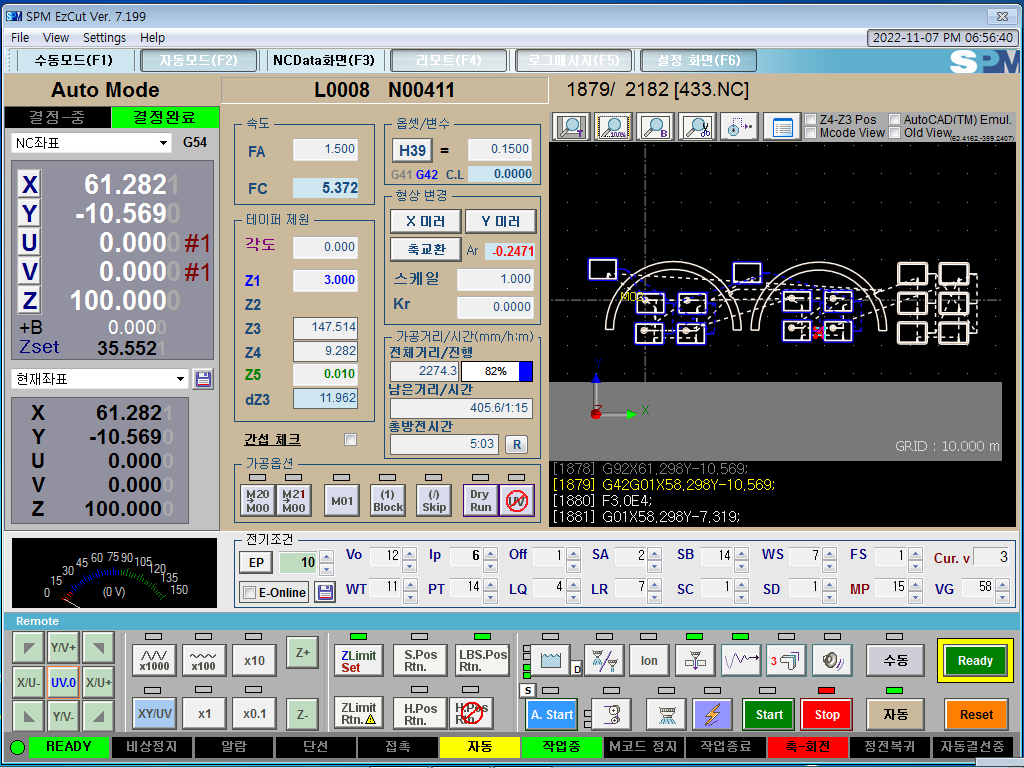 SPM EzCut Ver. 7.199
File View Settings Help
2022-11-07 PM 06:56:40
수동모드(F1) 자동모드(F2) NCData화면(F3) 리모트(F4) 로그메시지(F5) 설정 화면(F6)
SPM
Auto Mode
L0008 N00411
1879/ 2182 [433.NC]
결정-중 결정완료
NC좌표 G54
X 61.2821
Y -10.5690
U 0.0000 #1
V 0.0000 #1
Z 100.0000
+B 0.0000
Zset 35.5521
현재좌표
X 61.2821
Y -10.5690
U 0.0000
V 0.0000
Z 100.0000
속도
FA 1.500
FC 5.372
테이퍼 제원
각도 0.000
Z1 3.000
Z2
Z3 147.514
Z4 9.282
Z5 0.010
dZ3 11.962
간섭 체크
옵셋/변수
H39 = 0.1500
G41 G42 C.L 0.0000
형상 변경
X 미러 Y 미러
축교환 Ar -0.2471
스케일 1.000
Kr 0.0000
가공거리/시간(mm/h:m)
전체거리/진행
2274.3 82%
남은거리/시간
405.6/1:15
총방전시간
5:03 R
가공옵션
M20 M00 M21 M00 M01 (1) Block (/) Skip Dry Run UV
100%
B
Z4-Z3 Pos AutoCAD(TM) Emul.
Mcode View Old View
(60.4162,-359.2407)
M06
Y
Z X
GRID : 10.000 m
[1878] G92X61,298Y-10,569;
[1879] G42G01X58,298Y-10,569;
[1880] F3,0E4;
[1881] G01X58,298Y-7,319;
0 15 30 45 60 75 90 105 120 135 150
(0 V)
전기조건
EP 10 Vo 12 Ip 6 Off 1 SA 2 SB 14 WS 7 FS 1 Cur. v 3
E-Online WT 11 PT 14 LQ 4 LR 7 SC 1 SD 1 MP 15 VG 58
Remote
Y/V+
X/U- UV.0 X/U+
Y/V-
x1000 x100 x10 Z+
XY/UV x1 x0.1 Z-
ZLimit Set S.Pos Rtn. LBS.Pos Rtn.
ZLimit Rtn. H.Pos Rtn. H.Pos Rtn.
D Ion 3 수동 Ready
S A. Start Start Stop 자동 Reset
READY 비상정지 알람 단선 접촉 자동 작업중 M코드 정지 작업종료 축-회전 정전복귀 자동결선중